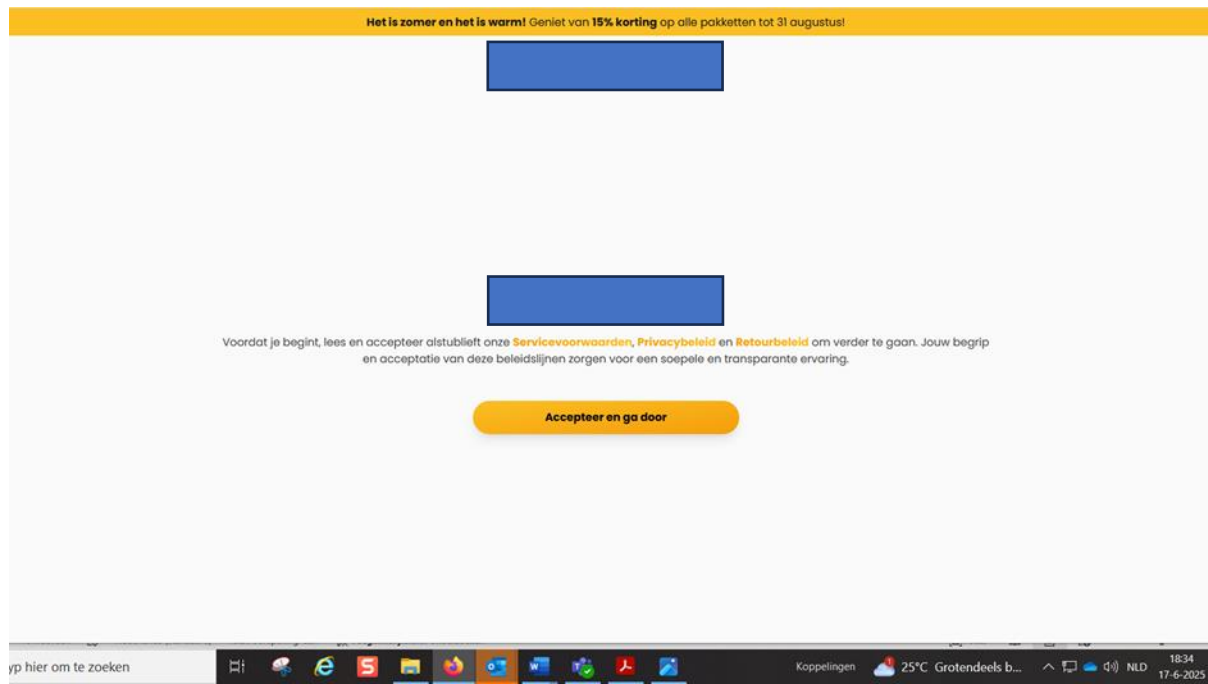 Het is zomer en het is warm! Geniet van 15% korting op alle pakketten tot 31 augustus!
Voordat je begint, lees en accepteer alstublieft onze Servicevoorwaarden, Privacybeleid en Retourbeleid om verder te gaan. Jouw begrip
en acceptatie van deze beleidslijnen zorgen voor een soepele en transparante ervaring.
Accepteer en ga door
yp hier om te zoeken
Koppelingen
25°C Grotendeels b...
NLD
18:34
17-6-2025